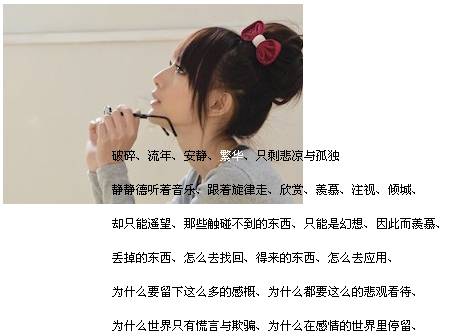 破碎、流年、安静、繁华、只剩悲凉与孤独
静静德听着音乐、跟着旋律走、欣赏、羡慕、注视、倾城、
却只能遥望、那些触碰不到的东西、只能是幻想、因此而羡慕、
丢掉的东西、怎么去找回、得来的东西、怎么去应用、
为什么要留下这么多的感慨、为什么都要这么的悲观看待、
为什么世界只有慌言与欺骗、为什么在感情的世界里停留、